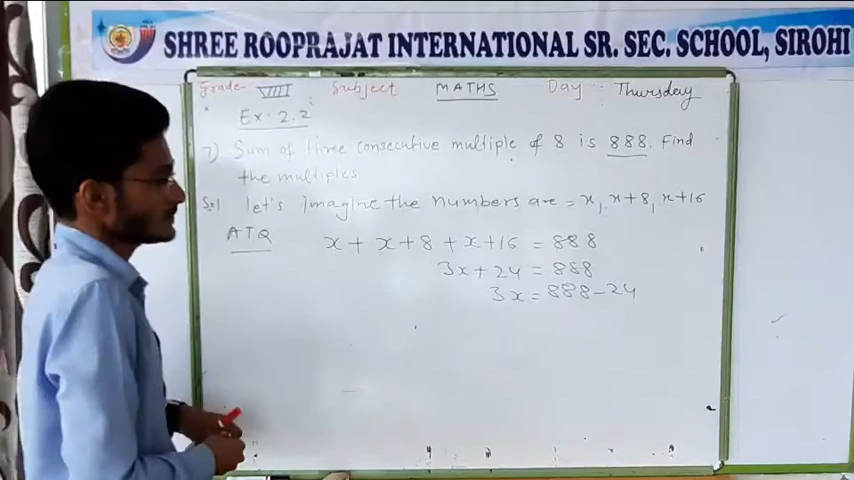 SHREE ROOPRAJAT INTERNATIONAL SR. SEC. SCHOOL, SIROHI
Grade- VIII Subject MATHS Day : Thursday
Ex. 2.2
7) Sum of three consecutive multiple of 8 is 888. Find
the multiples
Sol let's imagine the Numbers are = x, x+8, x+16
ATQ x + x+8 + x+16 = 888
3x + 24 = 888
3x = 888 - 24